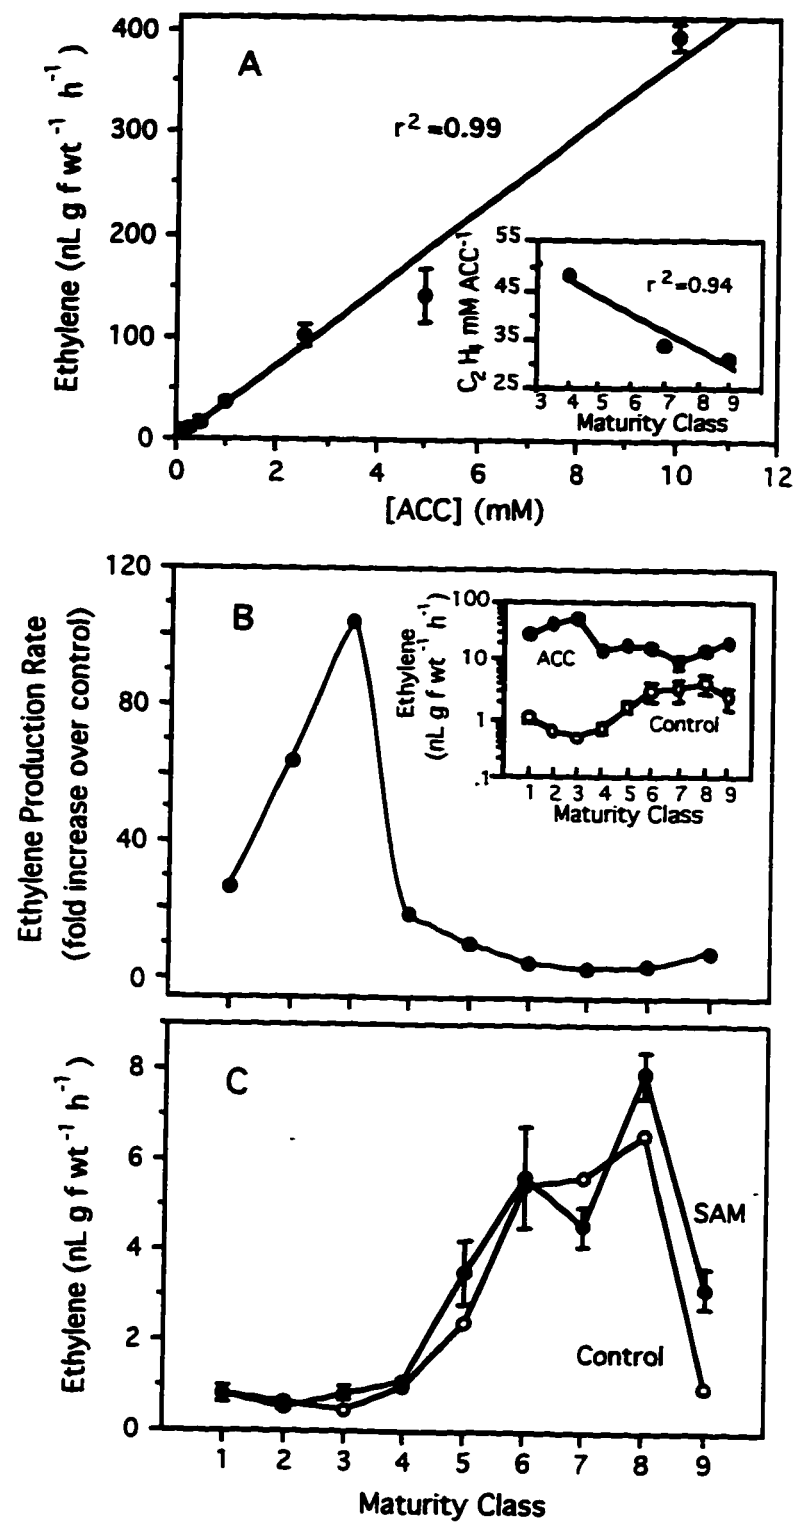 400
300
200
100
0
Ethylene (nL g f wt⁻¹ h⁻¹)
A
r²=0.99
0 2 4 6 8 10 12
[ACC] (mM)
55
45
35
25
C₂H₄ mM ACC⁻¹
r²=0.94
3 4 5 6 7 8 9
Maturity Class
120
80
40
0
Ethylene Production Rate
(fold increase over control)
B
100
10
1
.1
Ethylene
(nL g f wt⁻¹ h⁻¹)
ACC
Control
1 2 3 4 5 6 7 8 9
Maturity Class
8
6
4
2
0
Ethylene (nL g f wt⁻¹ h⁻¹)
C
SAM
Control
1 2 3 4 5 6 7 8 9
Maturity Class